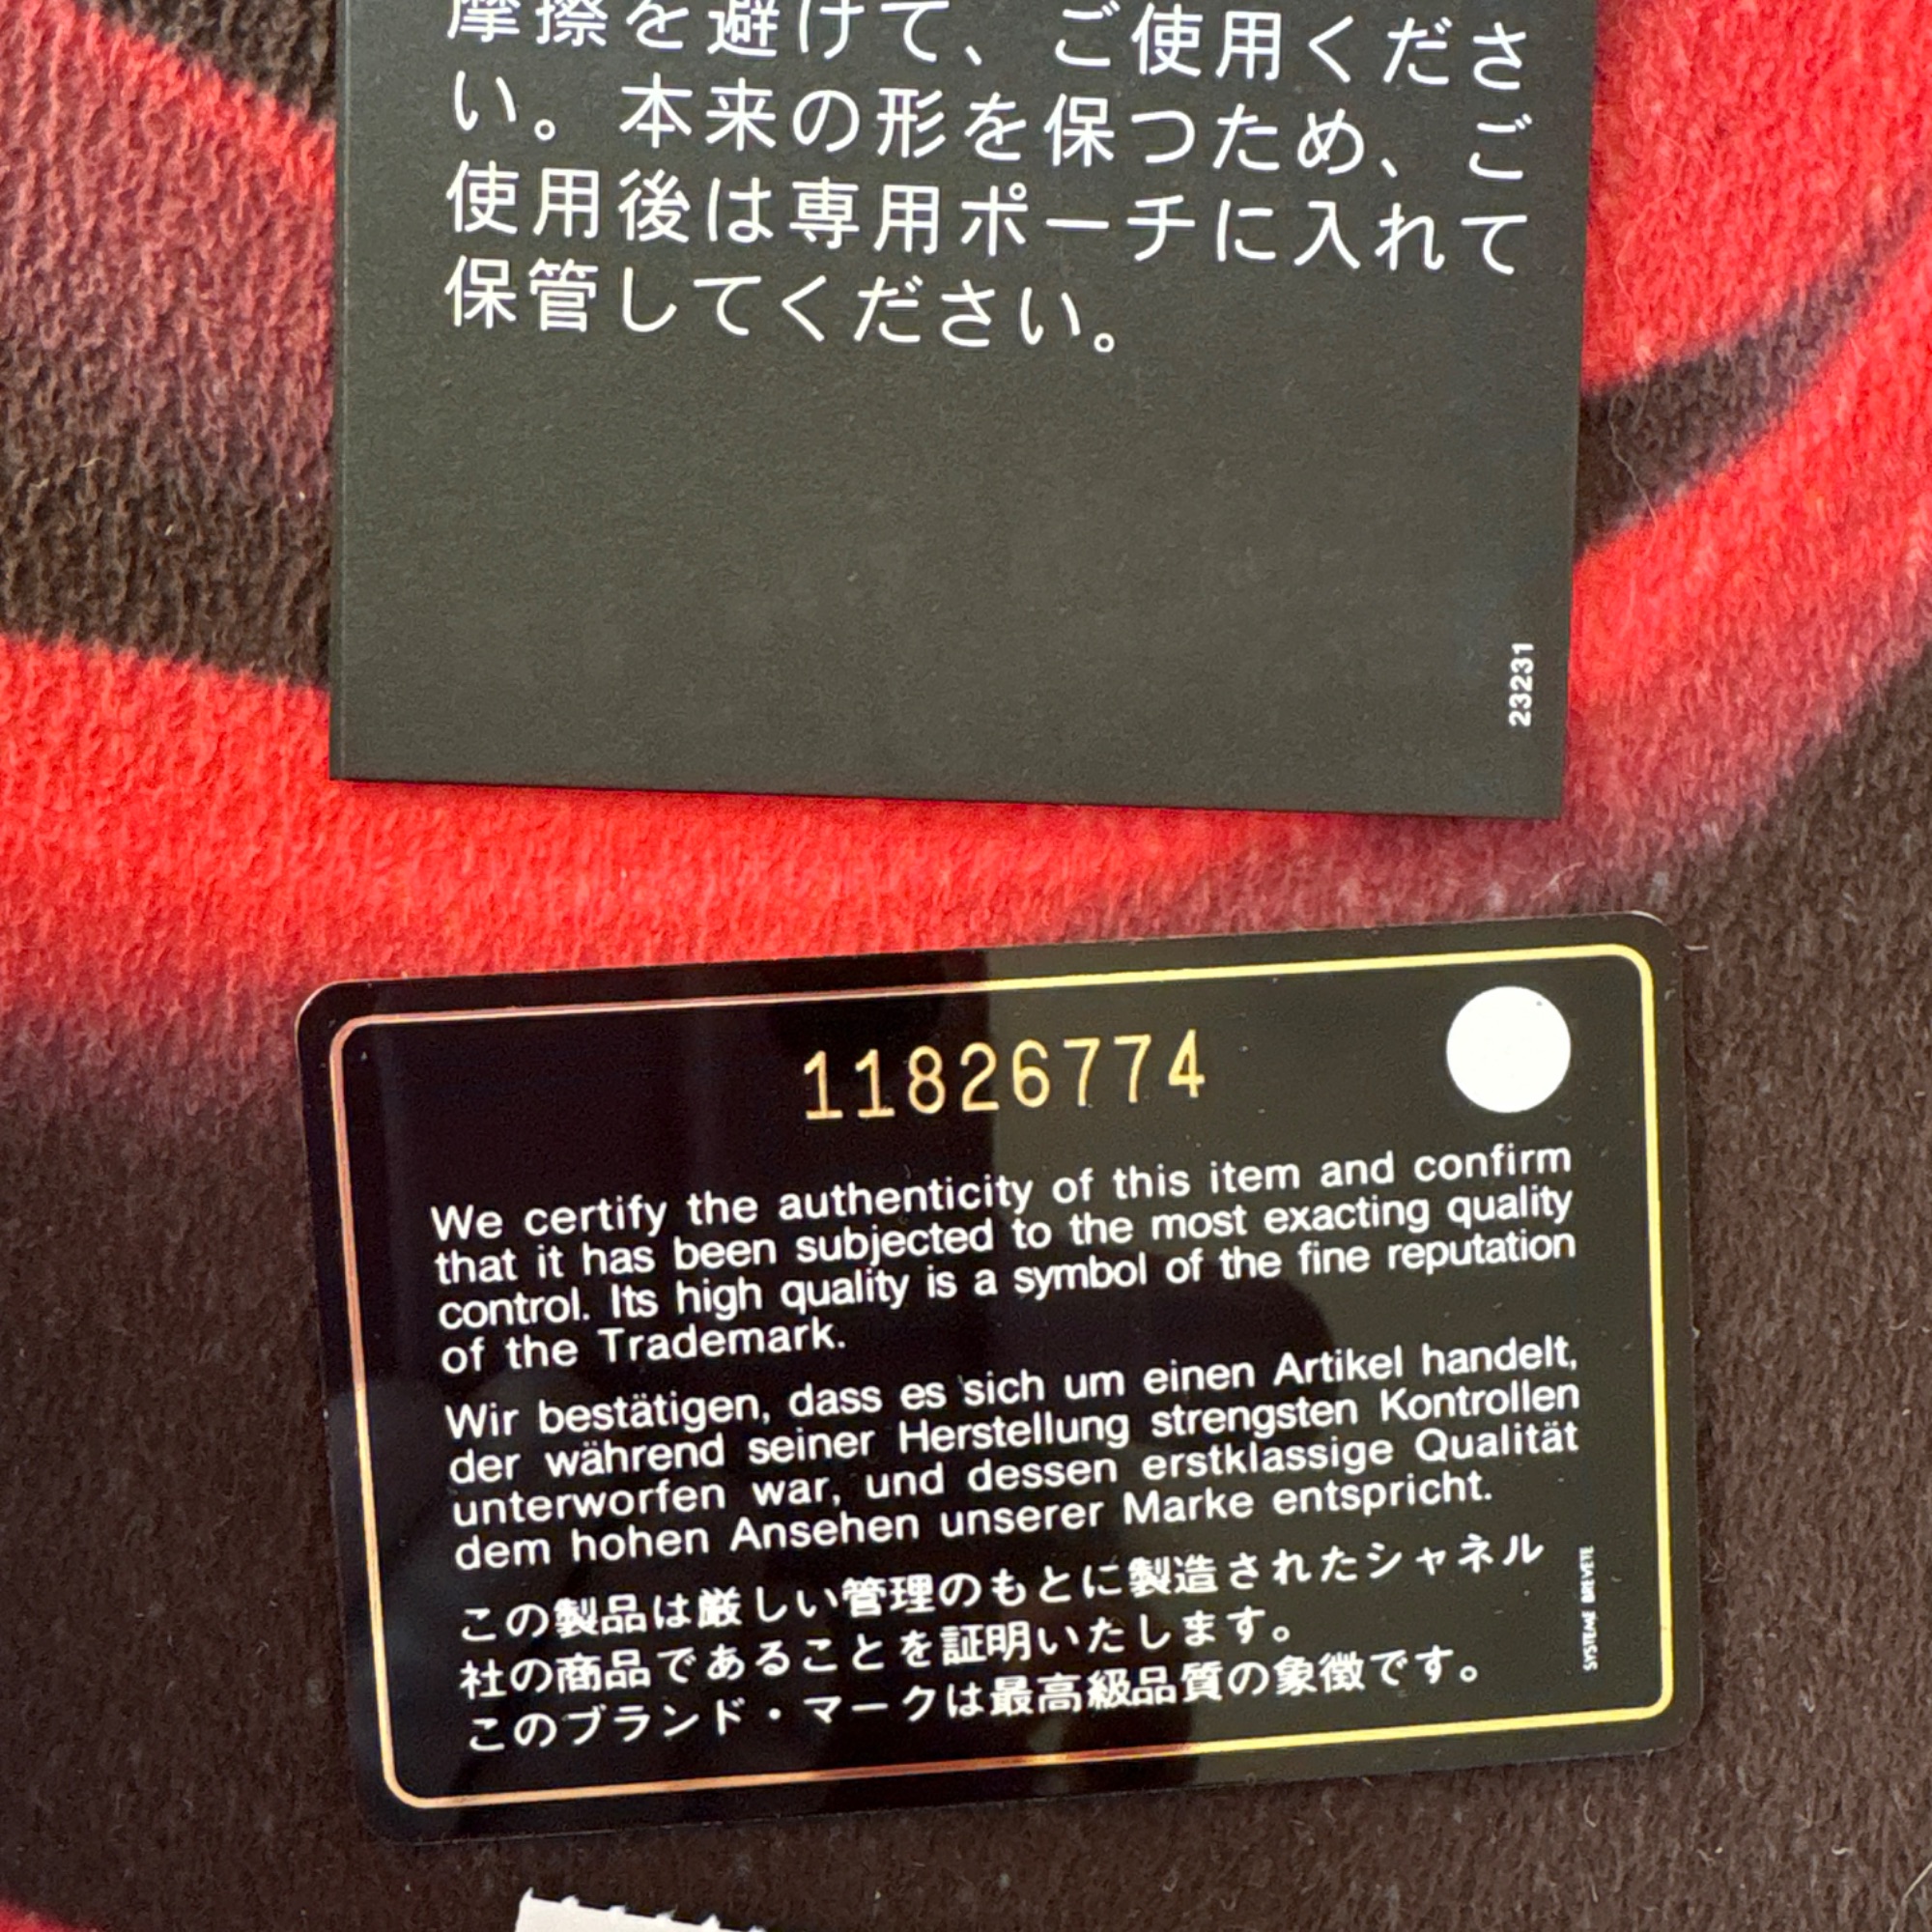 摩擦を避けて、ご使用くださ
い。本来の形を保つため、ご
使用後は専用ポーチに入れて
保管してください。
23231
11826774
We certify the authenticity of this item and confirm
that it has been subjected to the most exacting quality
control. Its high quality is a symbol of the fine reputation
of the Trademark.
Wir bestätigen, dass es sich um einen Artikel handelt,
der während seiner Herstellung strengsten Kontrollen
unterworfen war, und dessen erstklassige Qualität
dem hohen Ansehen unserer Marke entspricht.
この製品は厳しい管理のもとに製造されたシャネル
社の商品であることを証明いたします。
このブランド・マークは最高級品質の象徴です。
SYSTEME BREVETE